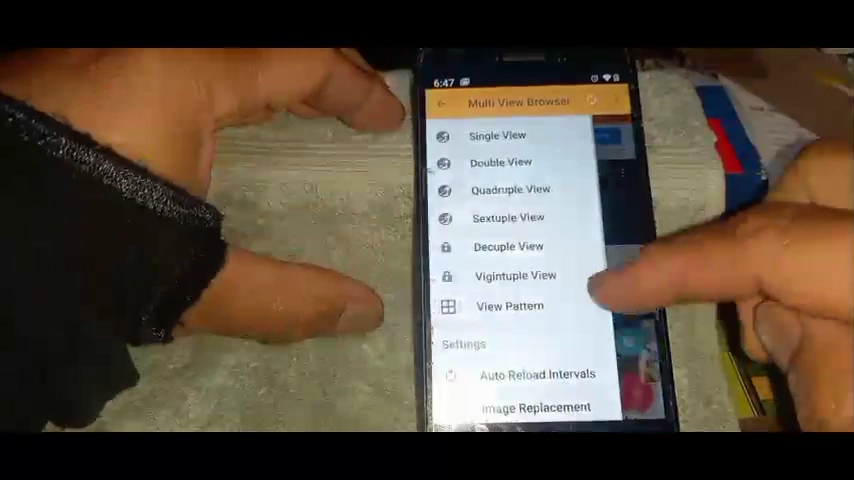 6:47
Multi View Browser
Single View
Double View
Quadruple View
Sextuple View
Decuple View
Vigintuple View
View Pattern
Settings
Auto Reload Intervals
Image Replacement